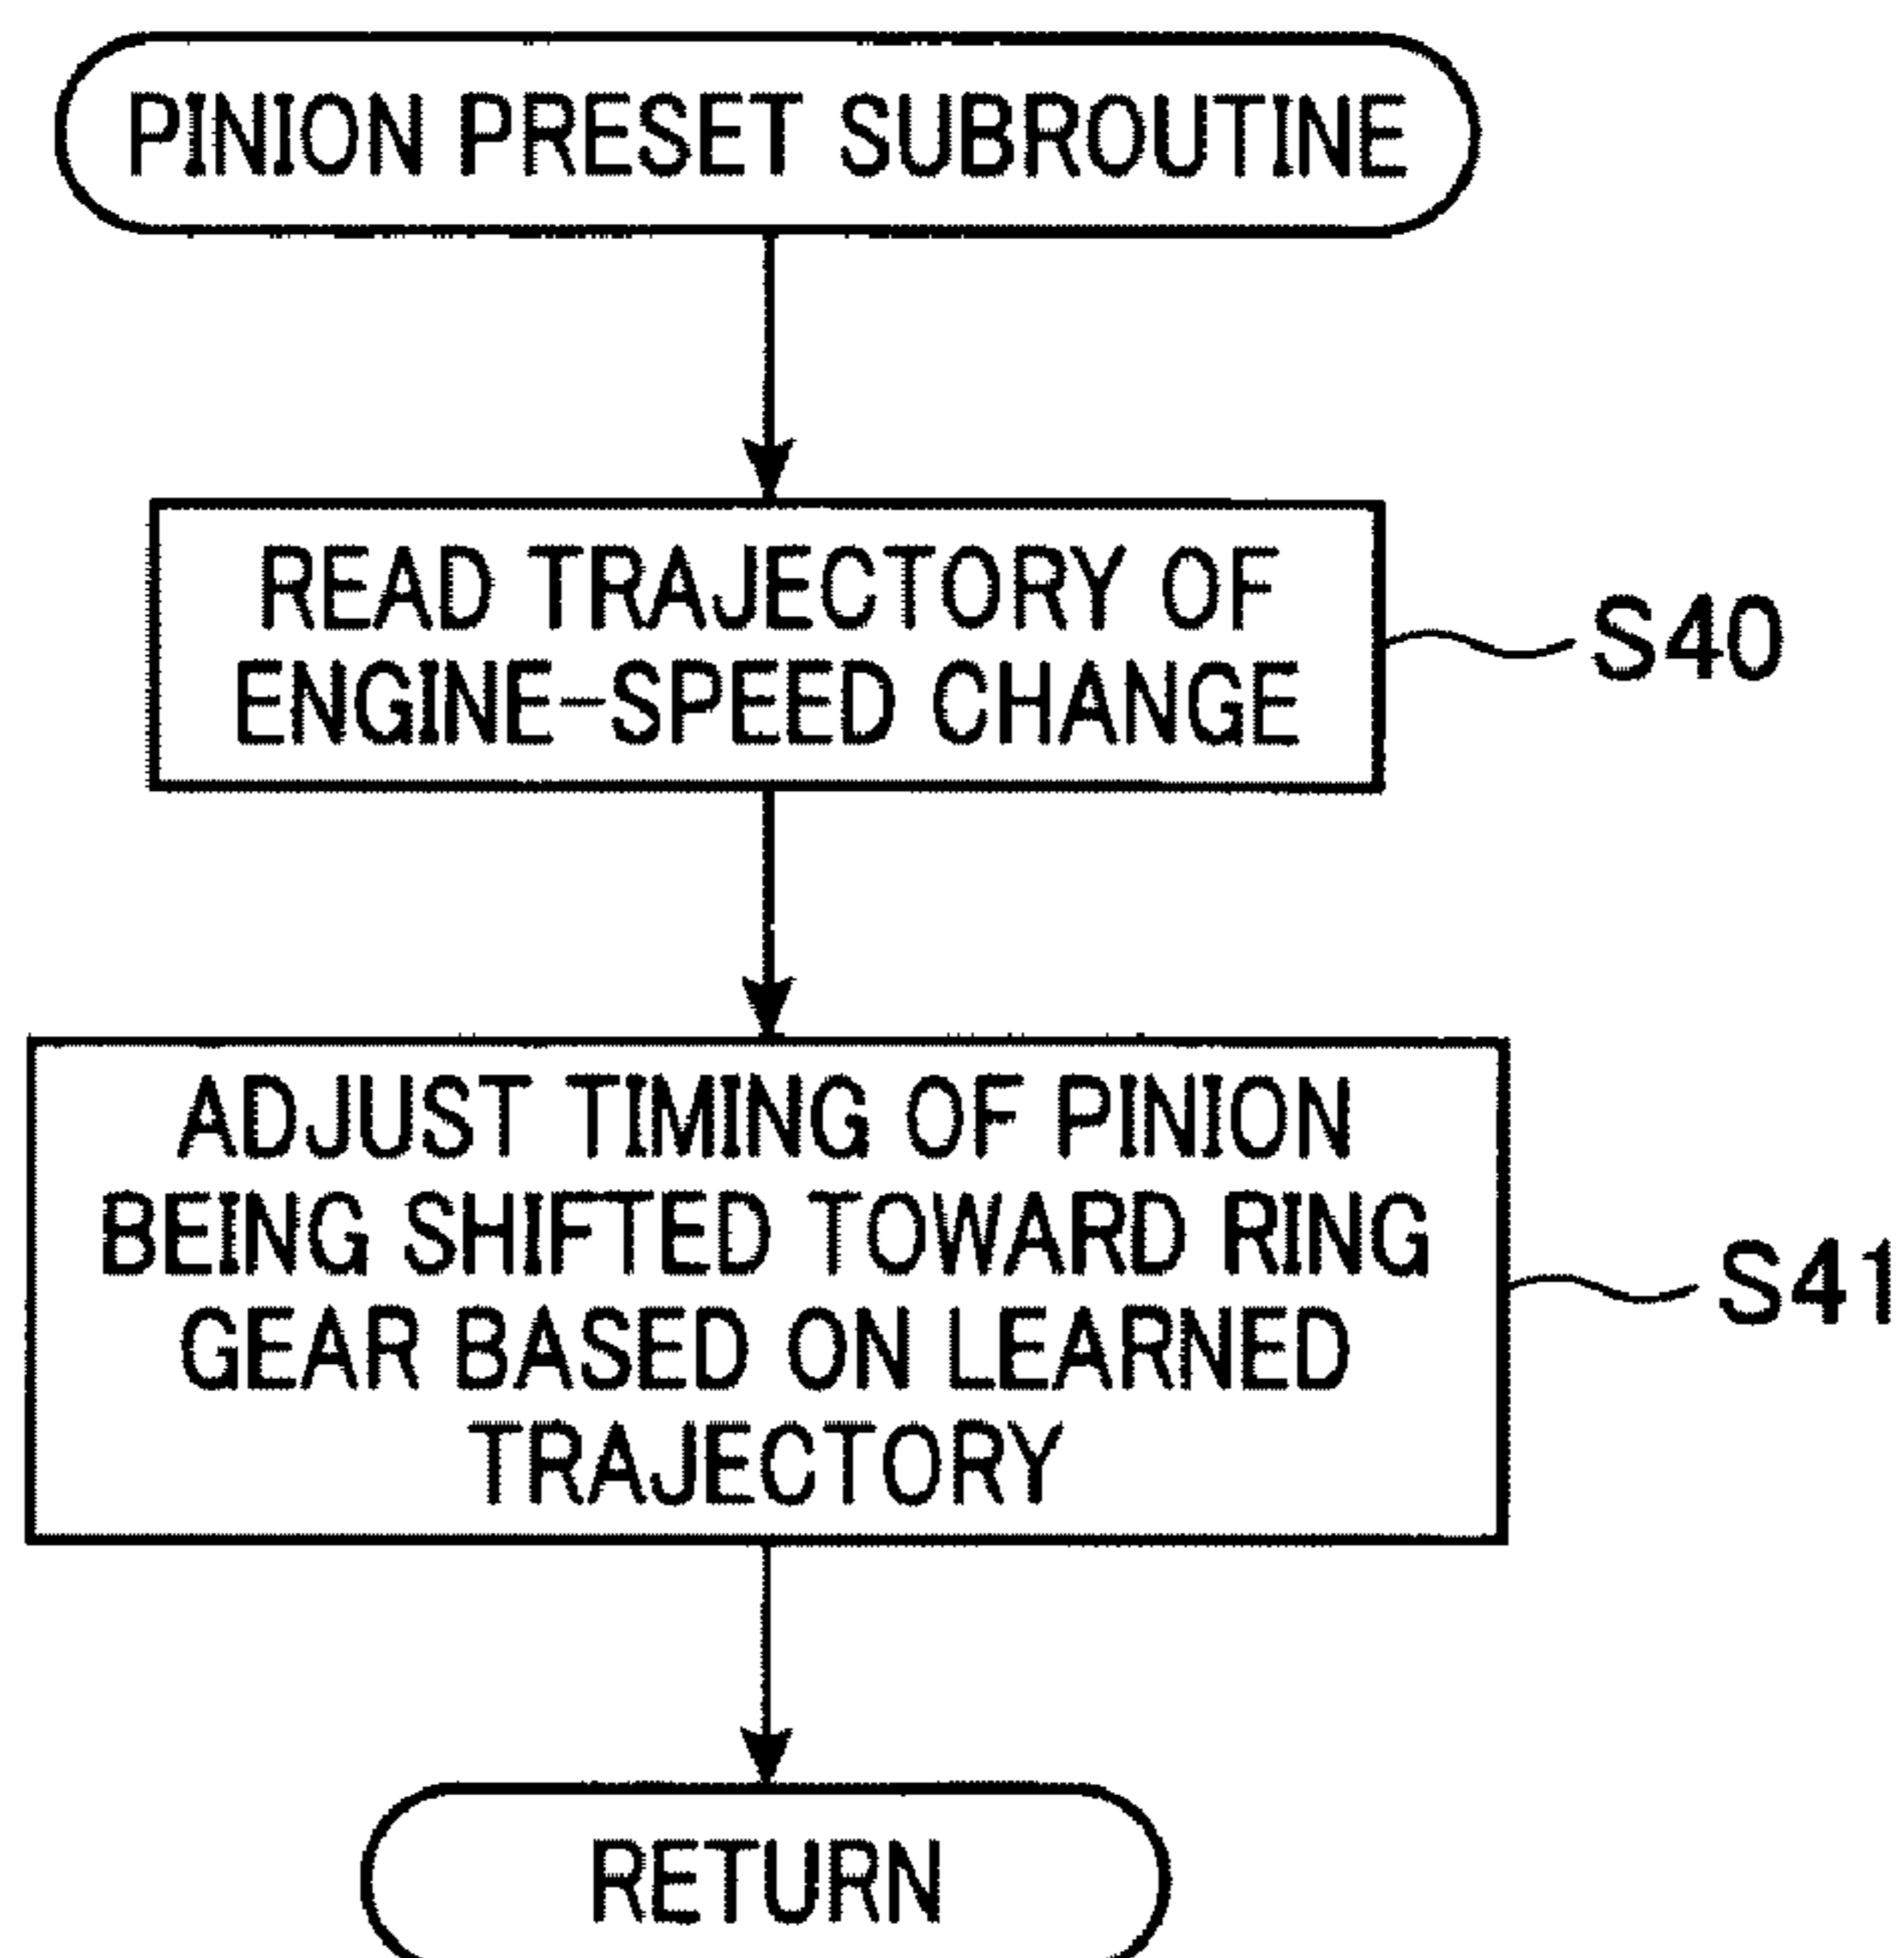 PINION PRESET SUBROUTINE
READ TRAJECTORY OF
ENGINE-SPEED CHANGE
S40
ADJUST TIMING OF PINION
BEING SHIFTED TOWARD RING
GEAR BASED ON LEARNED
TRAJECTORY
S41
RETURN